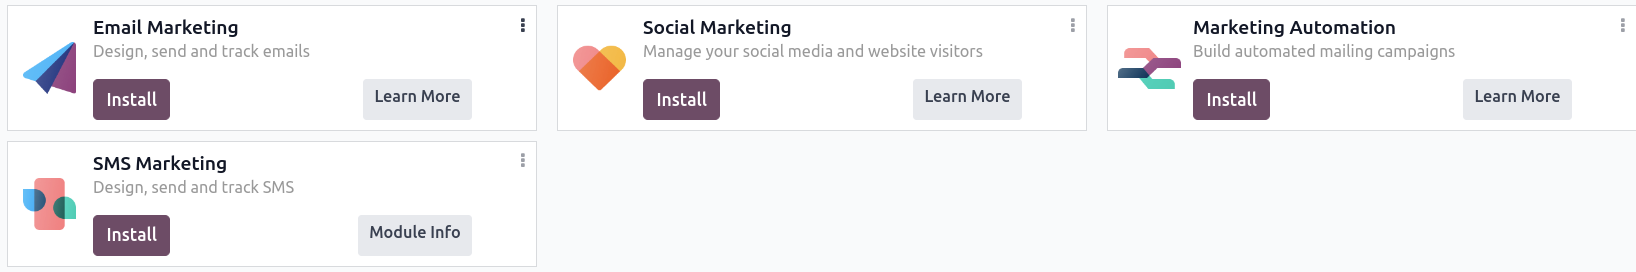 Email Marketing
Design, send and track emails
Install
Learn More
Social Marketing
Manage your social media and website visitors
Install
Learn More
Marketing Automation
Build automated mailing campaigns
Install
Learn More
SMS Marketing
Design, send and track SMS
Install
Module Info